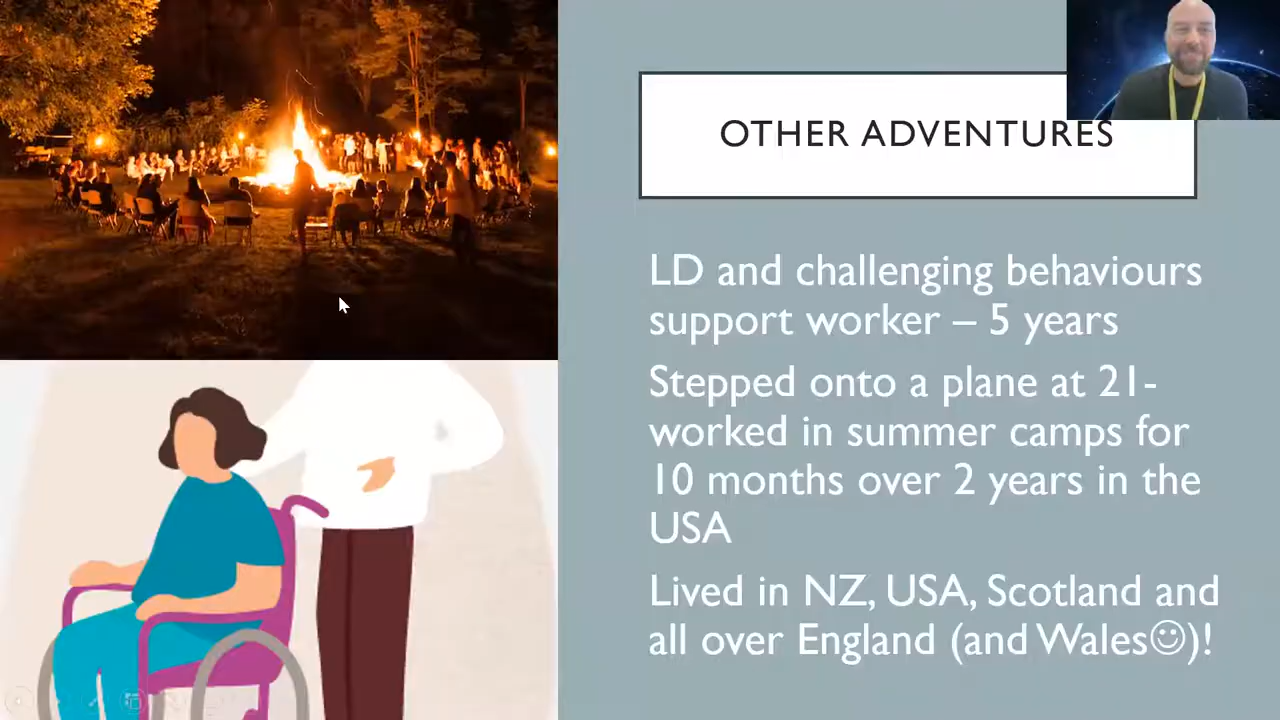 OTHER ADVENTURES
LD and challenging behaviours
support worker – 5 years
Stepped onto a plane at 21-
worked in summer camps for
10 months over 2 years in the
USA
Lived in NZ, USA, Scotland and
all over England (and Wales☺)!